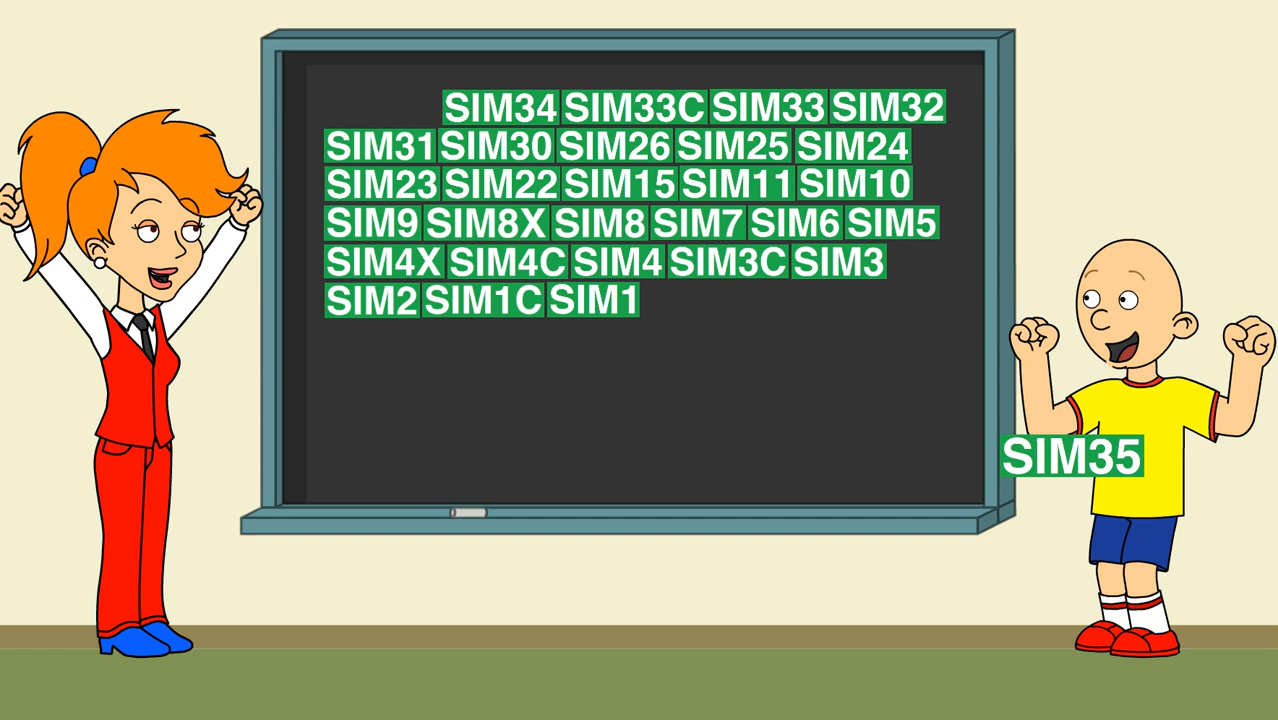 SIM34 SIM33C SIM33 SIM32
SIM31 SIM30 SIM26 SIM25 SIM24
SIM23 SIM22 SIM15 SIM11 SIM10
SIM9 SIM8X SIM8 SIM7 SIM6 SIM5
SIM4X SIM4C SIM4 SIM3C SIM3
SIM2 SIM1C SIM1
SIM35